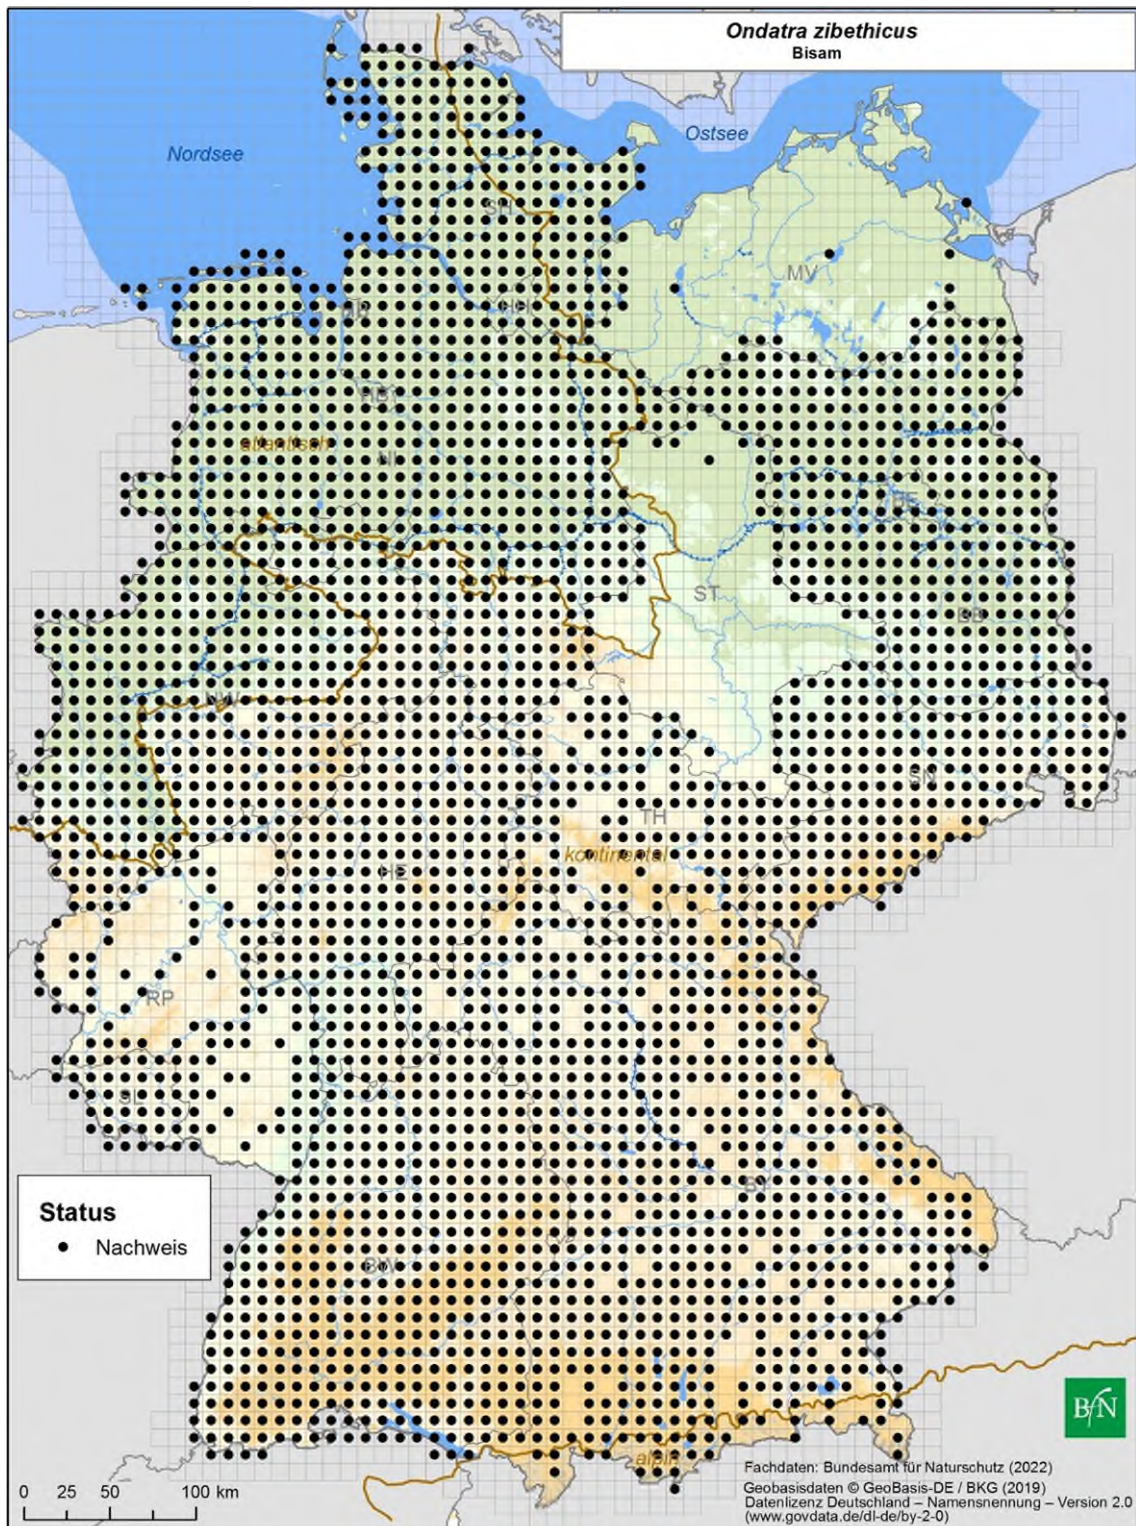 Ondatra zibethicus
Bisam
Ostsee
Nordsee
SH
MV
HH
HB
HB
atlantisch
NI
BE
ST
BB
NW
SN
TH
kontinental
HE
RP
SL
BY
BW
Status
Nachweis
BfN
alpin
Fachdaten: Bundesamt für Naturschutz (2022)
Geobasisdaten © GeoBasis-DE / BKG (2019)
Datenlizenz Deutschland – Namensnennung – Version 2.0
(www.govdata.de/dl-de/by-2-0)
0 25 50 100 km